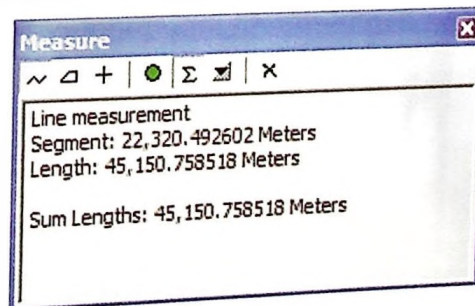 Measure
Line measurement
Segment: 22,320.492602 Meters
Length: 45,150.758518 Meters
Sum Lengths: 45,150.758518 Meters